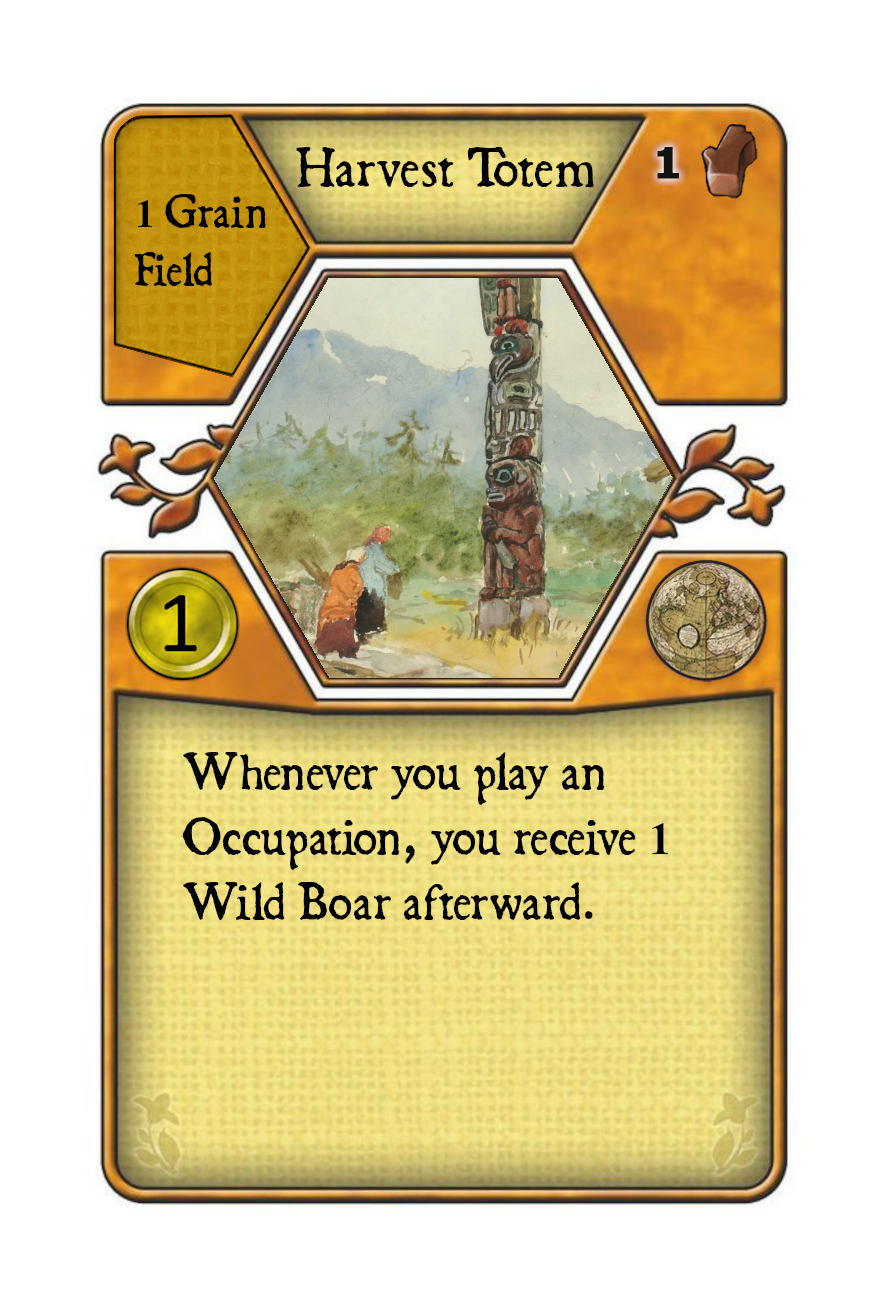 Harvest Totem
1
1 Grain
Field
1
Whenever you play an
Occupation, you receive 1
Wild Boar afterward.